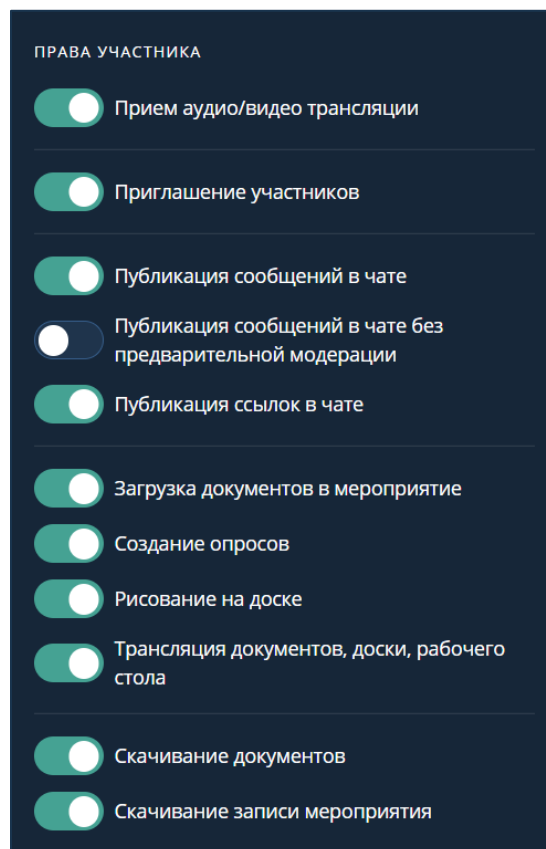 ПРАВА УЧАСТНИКА
Прием аудио/видео трансляции
Приглашение участников
Публикация сообщений в чате
Публикация сообщений в чате без
предварительной модерации
Публикация ссылок в чате
Загрузка документов в мероприятие
Создание опросов
Рисование на доске
Трансляция документов, доски, рабочего
стола
Скачивание документов
Скачивание записи мероприятия